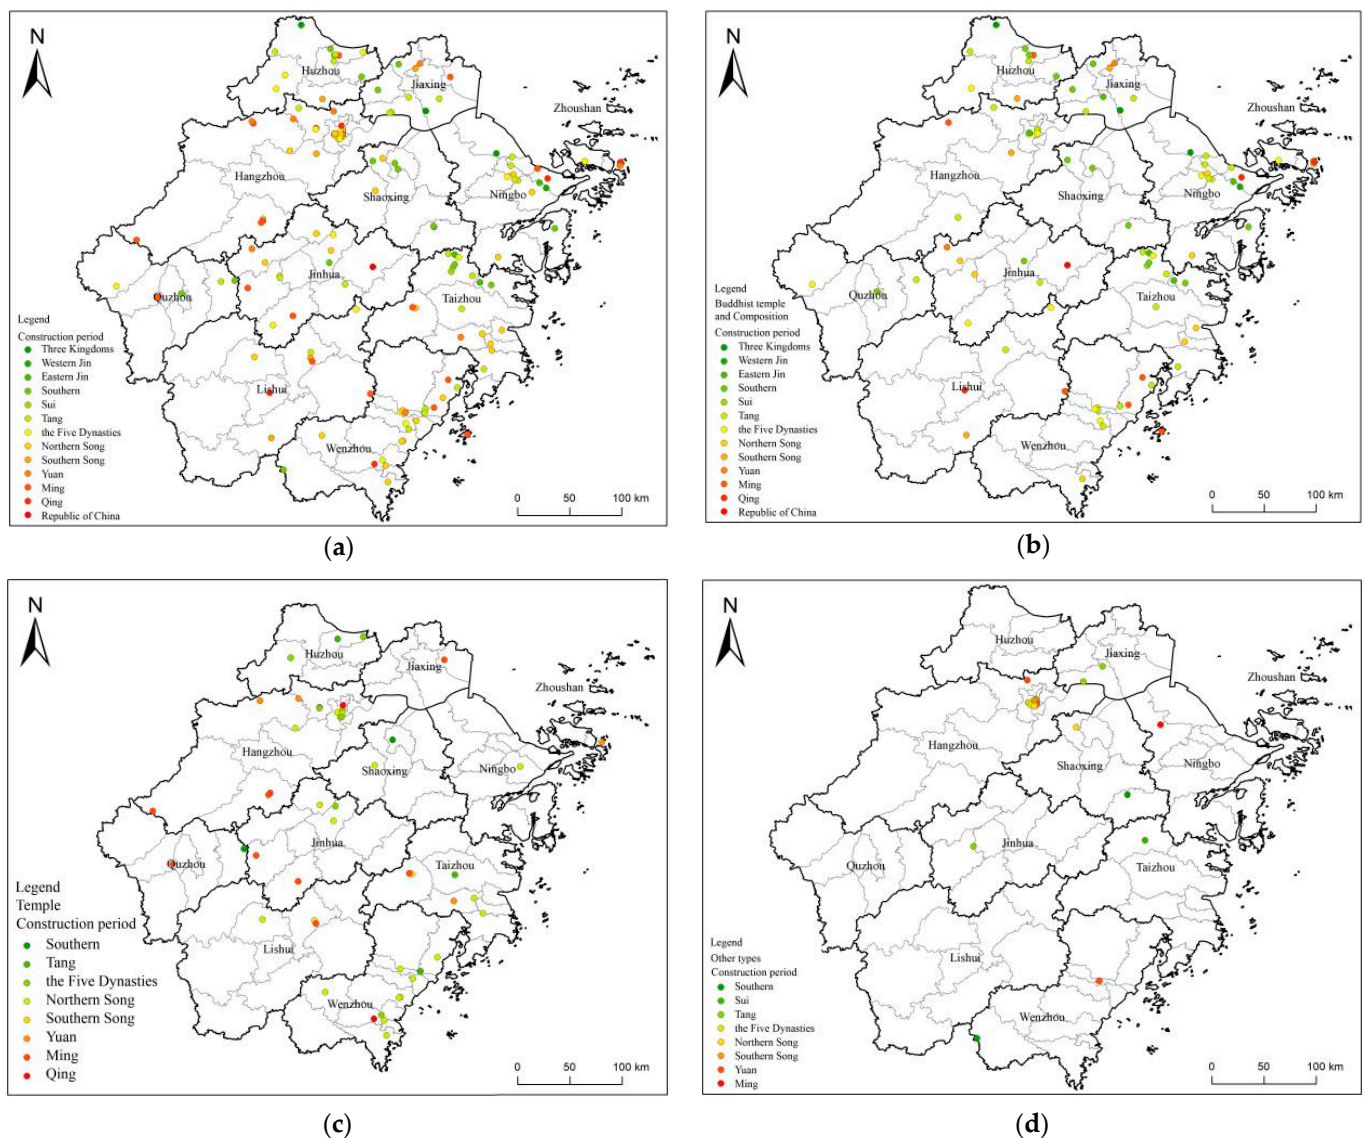 N
Huzhou
Jiaxing
Zhoushan
Hangzhou
Shaoxing
Ningbo
Jinhua
Quzhou
Taizhou
Lishui
Wenzhou
Legend
Construction period
Three Kingdoms
Western Jin
Eastern Jin
Southern
Sui
Tang
the Five Dynasties
Northern Song
Southern Song
Yuan
Ming
Qing
Republic of China
0 50 100 km
(a)
N
Huzhou
Jiaxing
Zhoushan
Hangzhou
Shaoxing
Ningbo
Jinhua
Quzhou
Taizhou
Lishui
Wenzhou
Legend
Buddhist temple
and Composition
Construction period
Three Kingdoms
Western Jin
Eastern Jin
Southern
Sui
Tang
the Five Dynasties
Northern Song
Southern Song
Yuan
Ming
Qing
Republic of China
0 50 100 km
(b)
N
Huzhou
Jiaxing
Zhoushan
Hangzhou
Shaoxing
Ningbo
Jinhua
Quzhou
Taizhou
Lishui
Wenzhou
Legend
Temple
Construction period
Southern
Tang
the Five Dynasties
Northern Song
Southern Song
Yuan
Ming
Qing
0 50 100 km
(c)
N
Huzhou
Jiaxing
Zhoushan
Hangzhou
Shaoxing
Ningbo
Jinhua
Quzhou
Taizhou
Lishui
Wenzhou
Legend
Other types
Construction period
Southern
Sui
Tang
the Five Dynasties
Northern Song
Southern Song
Yuan
Ming
0 50 100 km
(d)